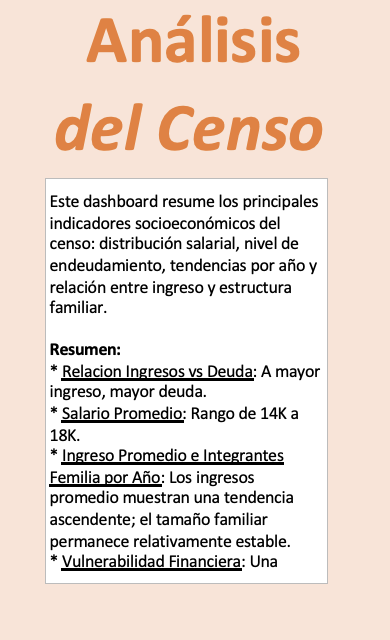 Análisis
del Censo
Este dashboard resume los principales
indicadores socioeconómicos del
censo: distribución salarial, nivel de
endeudamiento, tendencias por año y
relación entre ingreso y estructura
familiar.
Resumen:
* Relacion Ingresos vs Deuda: A mayor
ingreso, mayor deuda.
* Salario Promedio: Rango de 14K a
18K.
* Ingreso Promedio e Integrantes
Femilia por Año: Los ingresos
promedio muestran una tendencia
ascendente; el tamaño familiar
permanece relativamente estable.
* Vulnerabilidad Financiera: Una